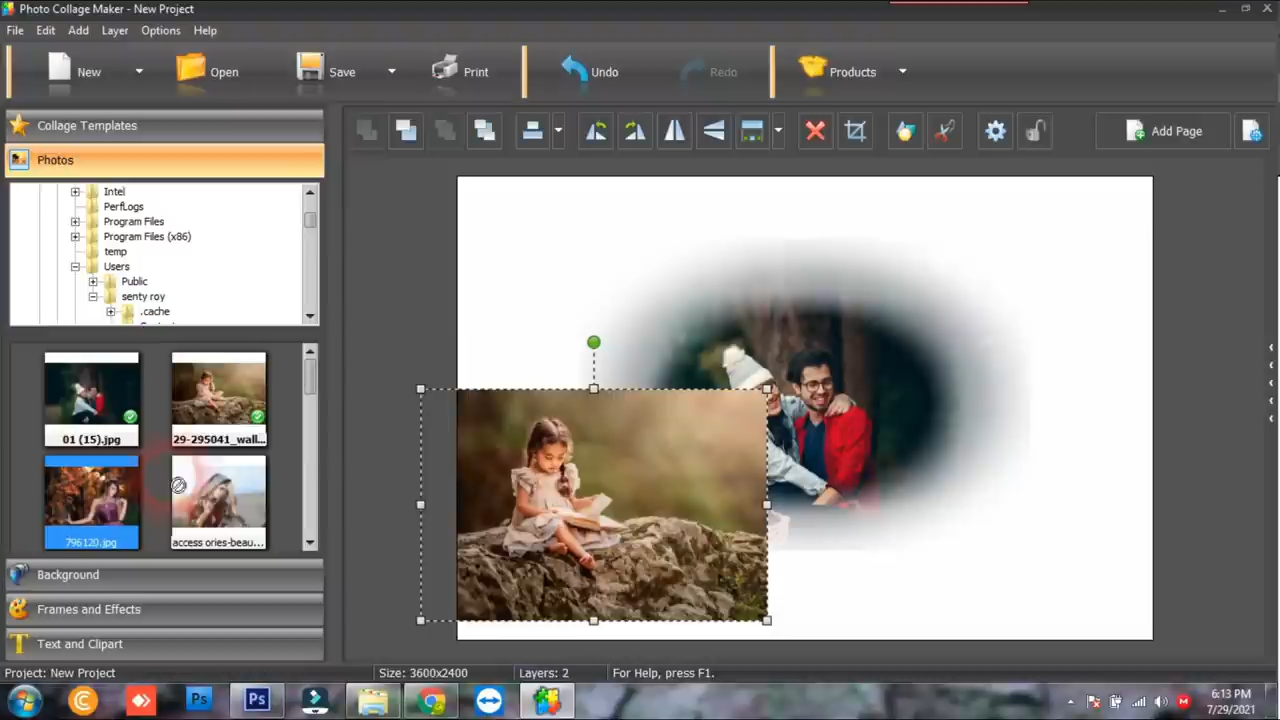 Photo Collage Maker - New Project
File Edit Add Layer Options Help
New Open Save Print Undo Redo Products
Collage Templates
Photos
Add Page
Intel
PerfLogs
Program Files
Program Files (x86)
temp
Users
Public
senty roy
.cache
01 (15).jpg 29-295041_wall...
796120.jpg access ories-beau...
Background
Frames and Effects
Text and Clipart
Project: New Project Size: 3600x2400 Layers: 2 For Help, press F1.
Ps Ps
6:13 PM
7/29/2021